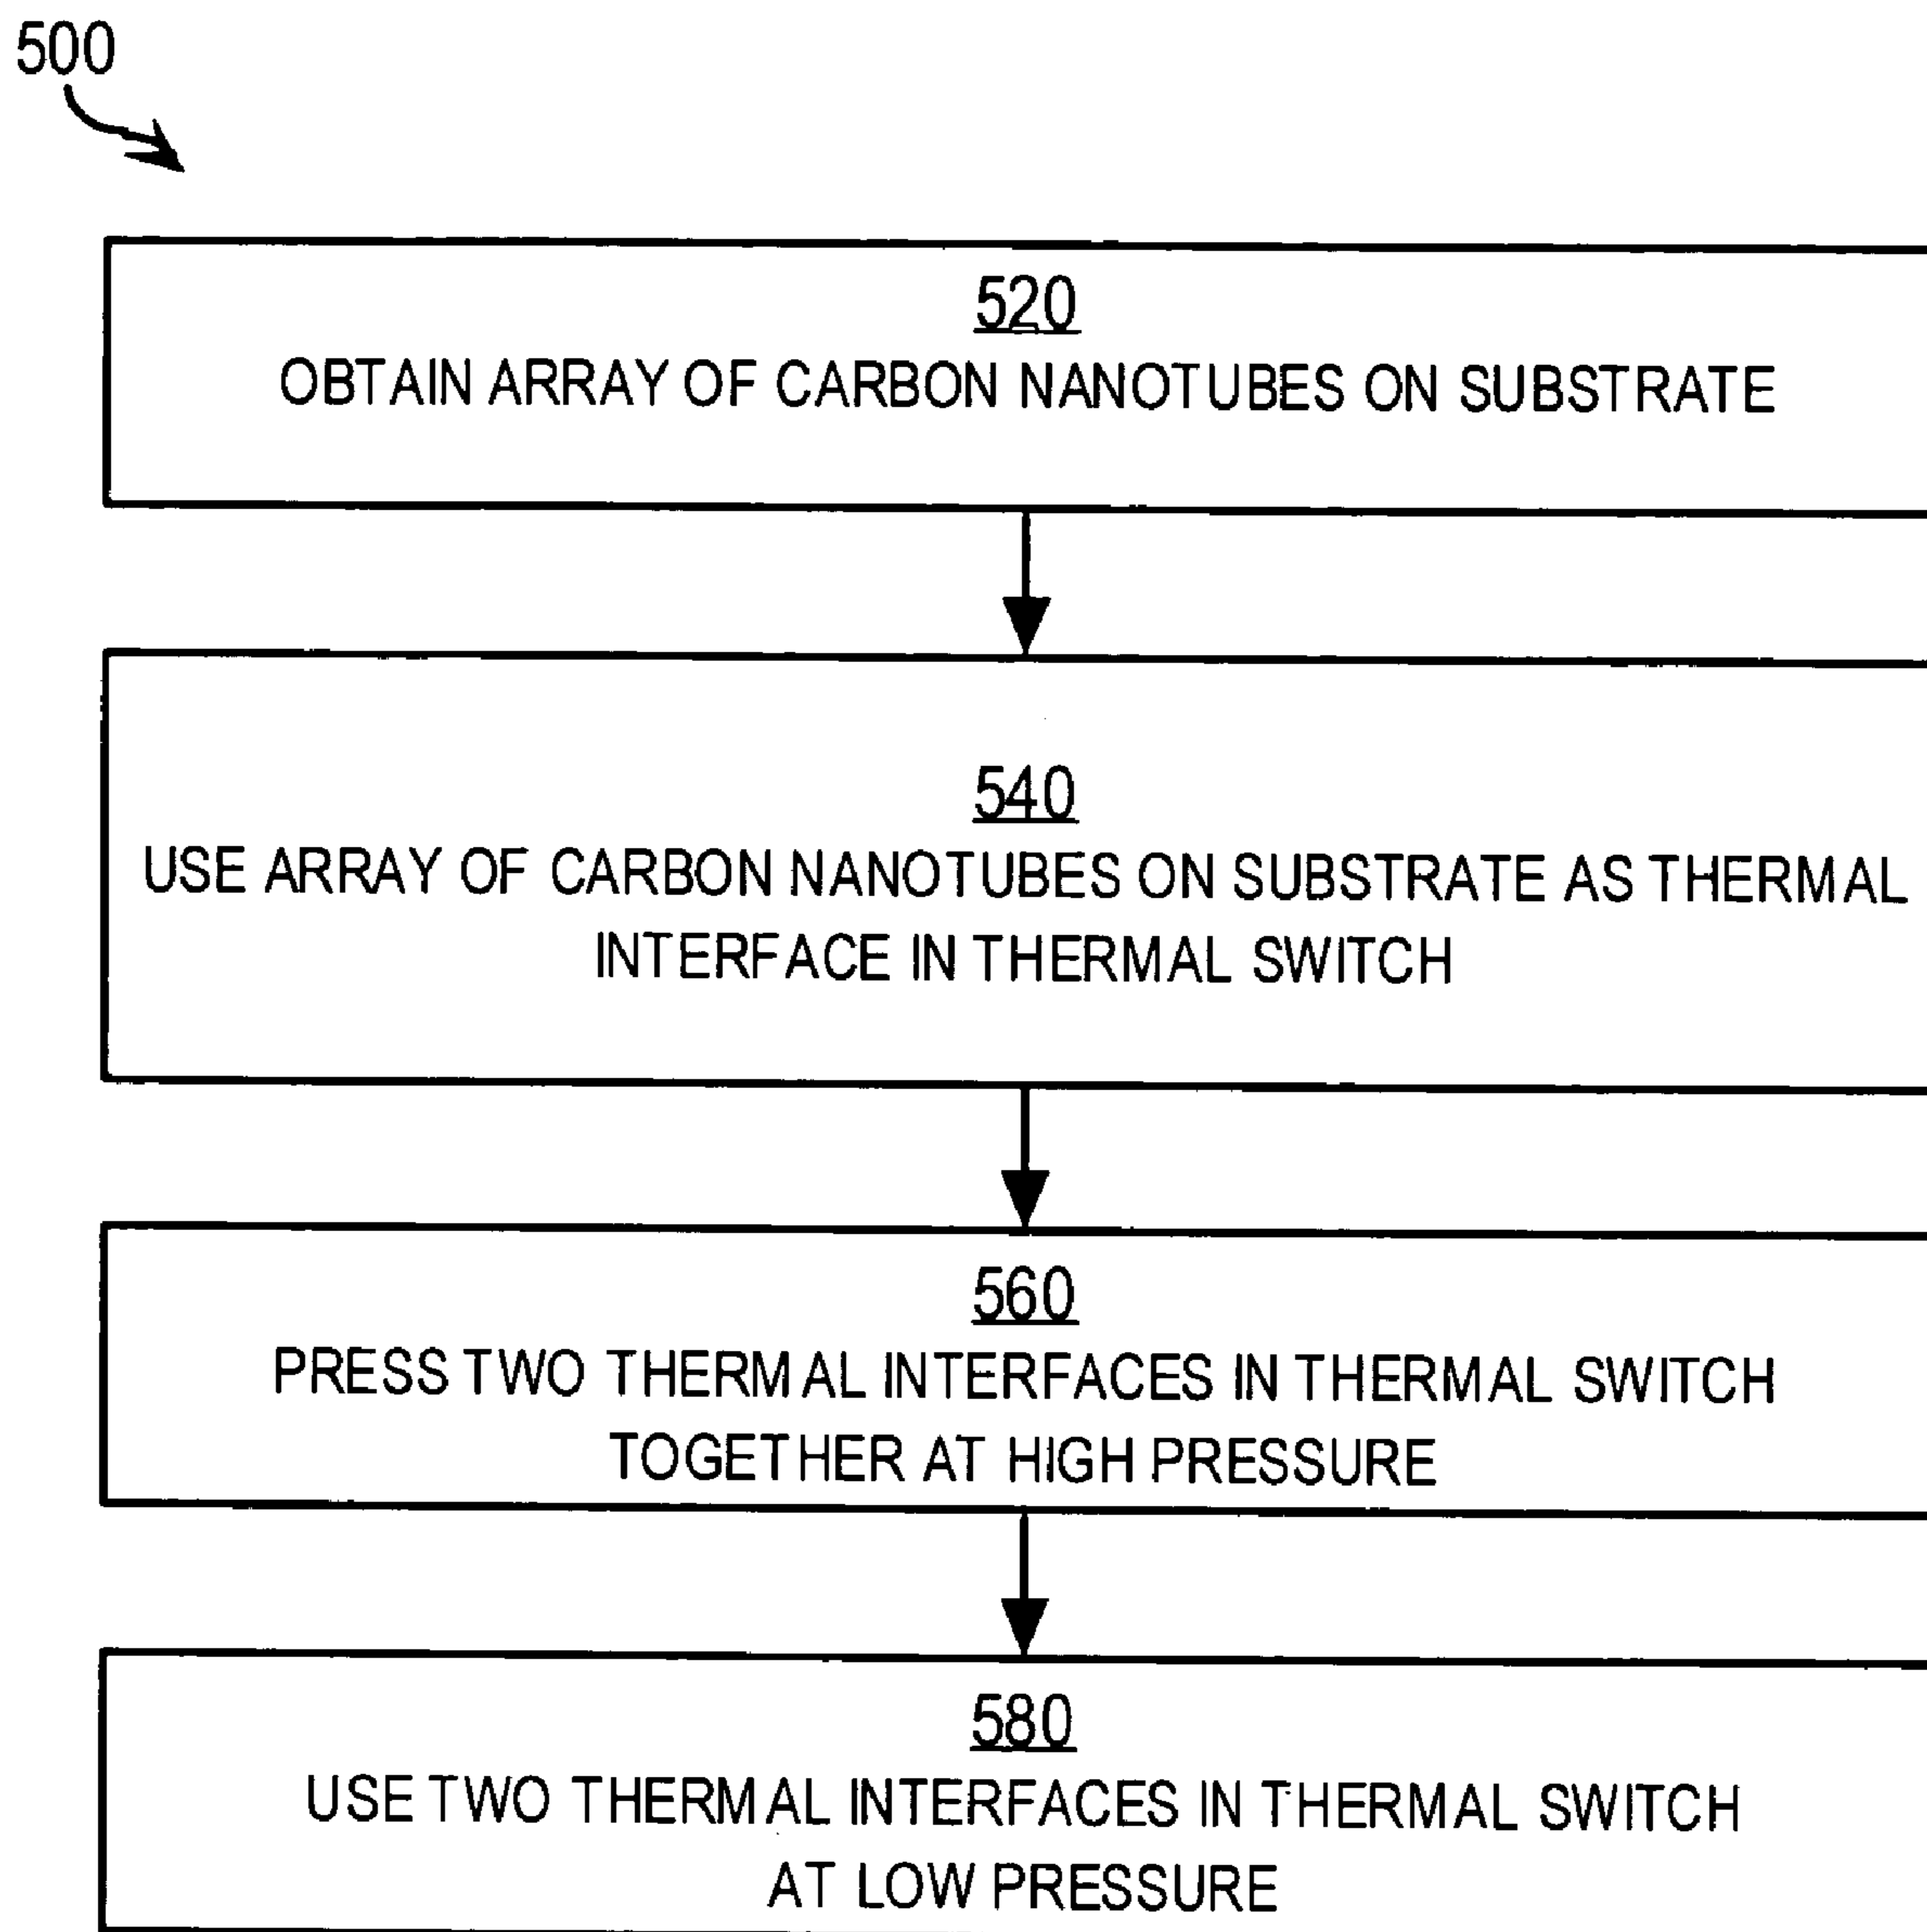 500
520
OBTAIN ARRAY OF CARBON NANOTUBES ON SUBSTRATE
540
USE ARRAY OF CARBON NANOTUBES ON SUBSTRATE AS THERMAL
INTERFACE IN THERMAL SWITCH
560
PRESS TWO THERMAL INTERFACES IN THERMAL SWITCH
TOGETHER AT HIGH PRESSURE
580
USE TWO THERMAL INTERFACES IN THERMAL SWITCH
AT LOW PRESSURE